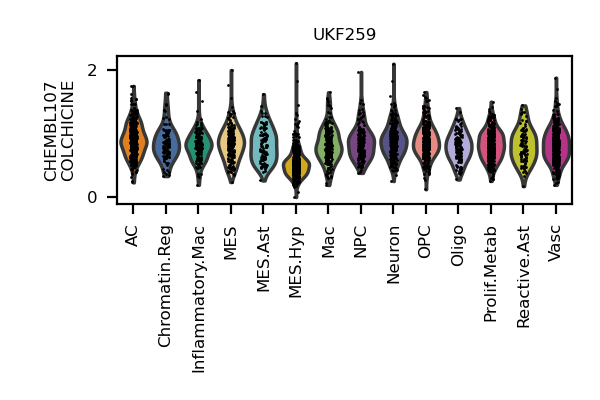 UKF259
CHEMBL107
COLCHICINE
2
0
AC
Chromatin.Reg
Inflammatory.Mac
MES
MES.Ast
MES.Hyp
Mac
NPC
Neuron
OPC
Oligo
Prolif.Metab
Reactive.Ast
Vasc